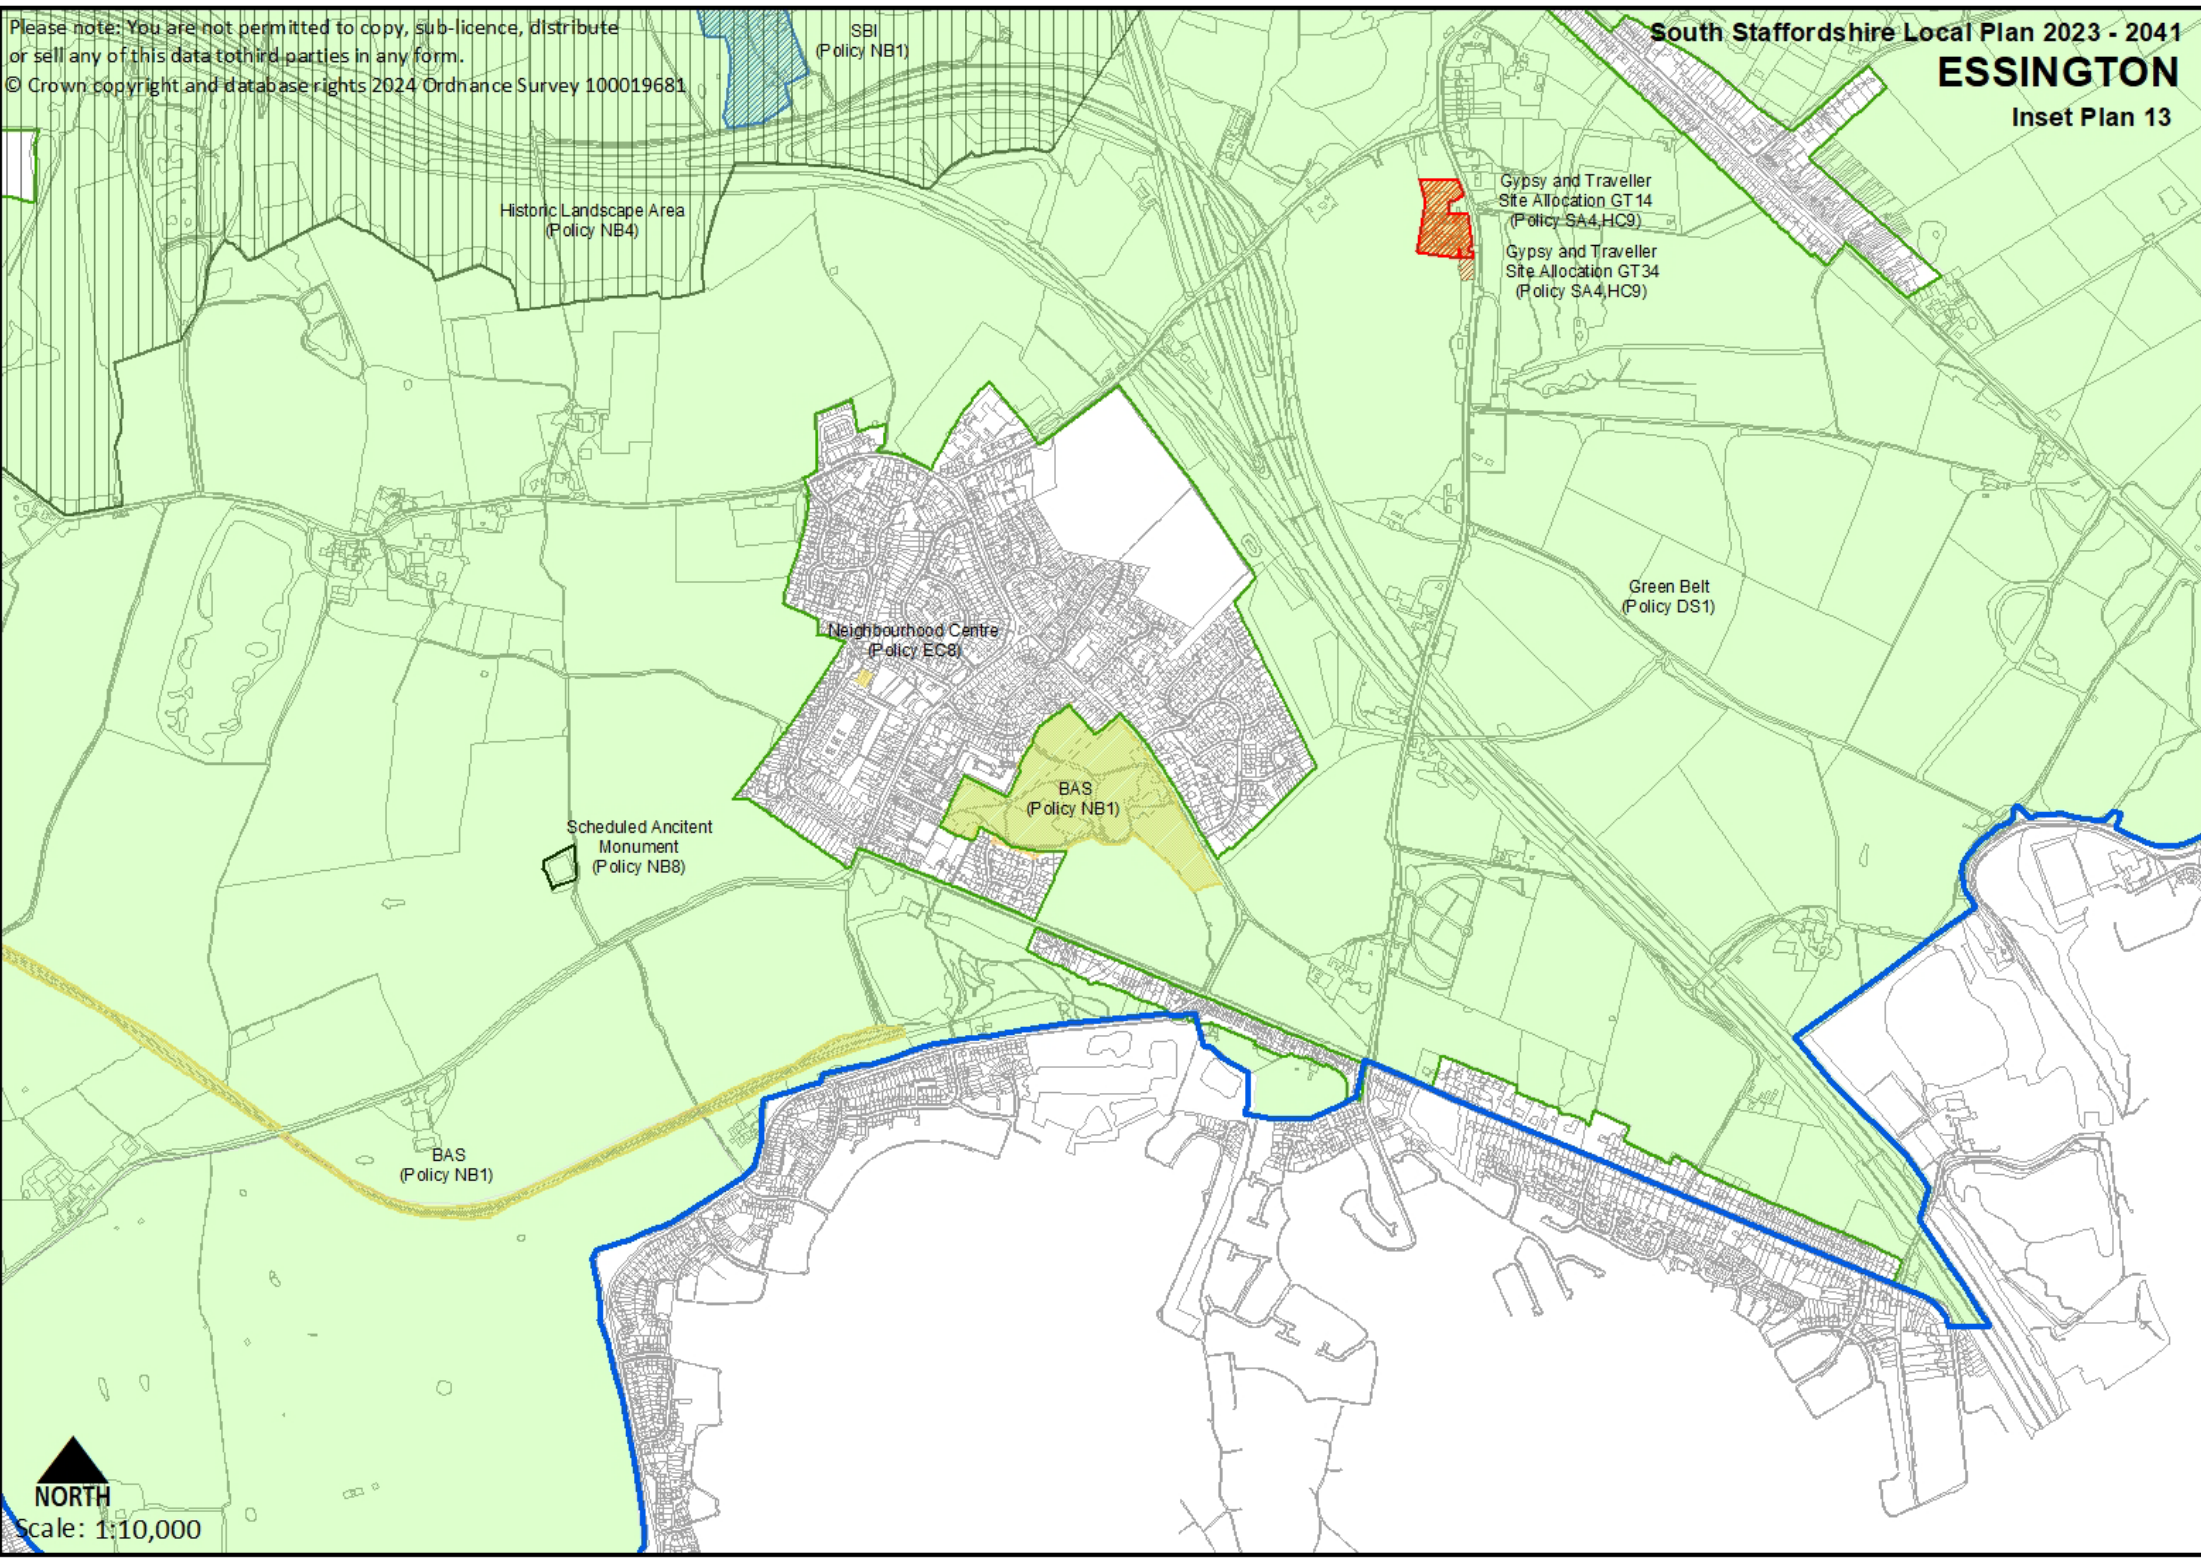 Please note: You are not permitted to copy, sub-licence, distribute
or sell any of this data tothird parties in any form.
© Crown copyright and database rights 2024 Ordnance Survey 100019681
South Staffordshire Local Plan 2023 - 2041
ESSINGTON
Inset Plan 13
SBI
(Policy NB1)
Historic Landscape Area
(Policy NB4)
Gypsy and Traveller
Site Allocation GT14
(Policy SA4,HC9)
Gypsy and Traveller
Site Allocation GT34
(Policy SA4,HC9)
Green Belt
(Policy DS1)
Neighbourhood Centre
(Policy EC8)
BAS
(Policy NB1)
Scheduled Ancitent
Monument
(Policy NB8)
BAS
(Policy NB1)
NORTH
Scale: 1:10,000